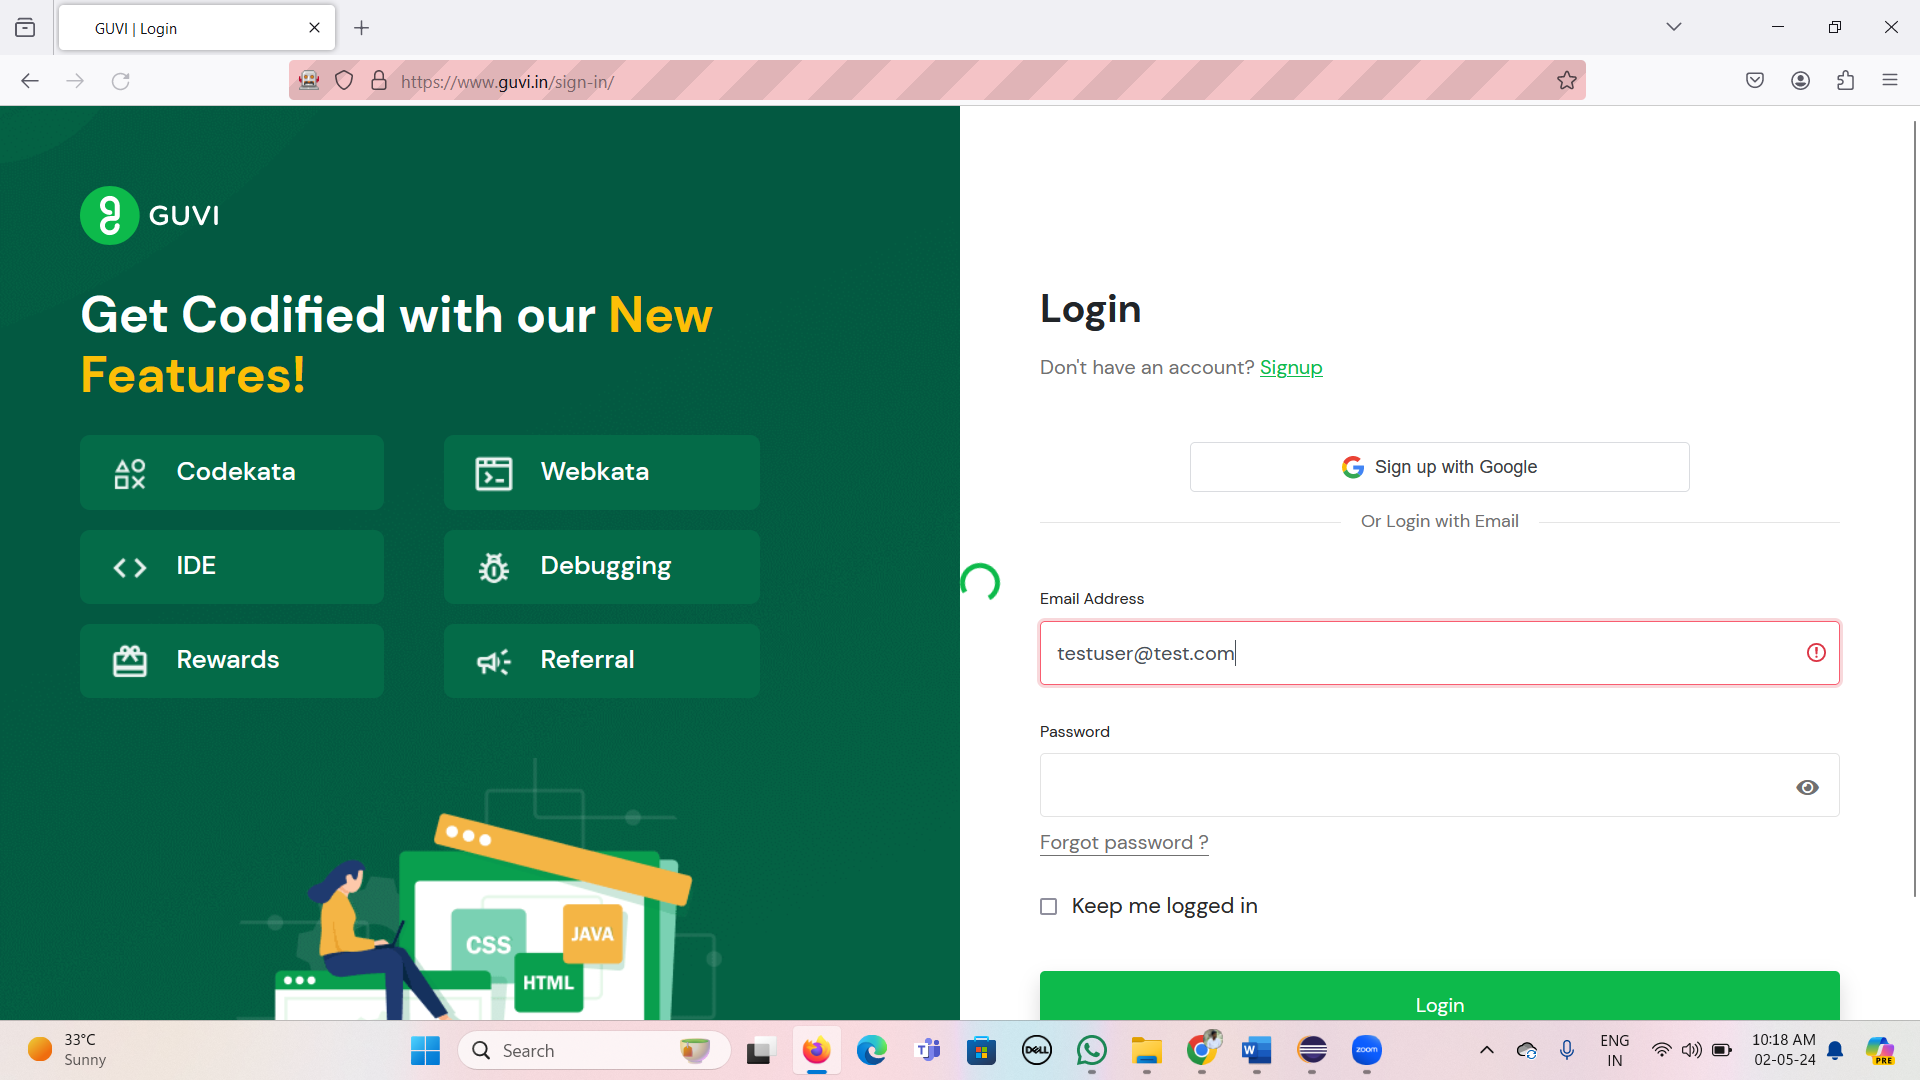 GUVI | Login
https://www.guvi.in/sign-in/
GUVI
Get Codified with our New
Features!
Codekata
Webkata
IDE
Debugging
Rewards
Referral
CSS
JAVA
HTML
Login
Don't have an account? Signup
Sign up with Google
Or Login with Email
Email Address
testuser@test.com
Password
Forgot password ?
Keep me logged in
Login
33°C
Sunny
Search
DELL
zoom
ENG
IN
10:18 AM
02-05-24
PRE